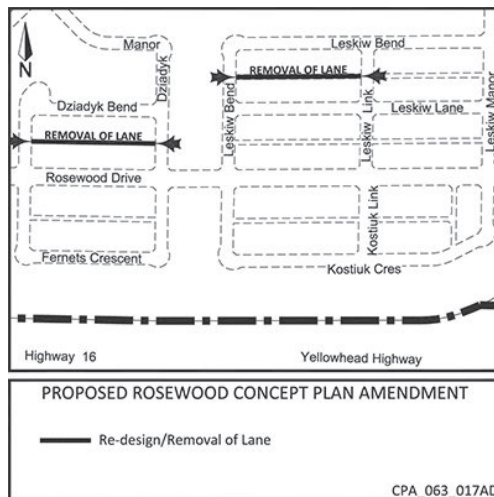 Manor
Dziadyk
Leskiw Bend
N
REMOVAL OF LANE
Dziadyk Bend
Leskiw Bend
Leskiw Link
Leskiw Lane
Leskiw Manor
REMOVAL OF LANE
Rosewood Drive
Kostiuk Link
Fernets Crescent
Kostiuk Cres
Highway 16
Yellowhead Highway
PROPOSED ROSEWOOD CONCEPT PLAN AMENDMENT
Re-design/Removal of Lane
CPA_063_017AD